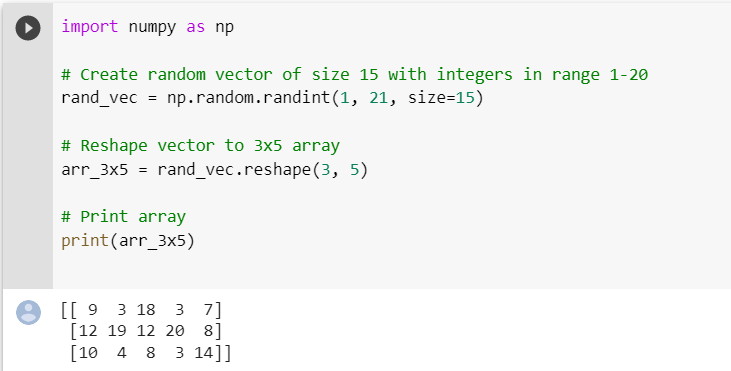 import numpy as np
# Create random vector of size 15 with integers in range 1-20
rand_vec = np.random.randint(1, 21, size=15)
# Reshape vector to 3x5 array
arr_3x5 = rand_vec.reshape(3, 5)
# Print array
print(arr_3x5)
[[ 9  3 18  3  7]
 [12 19 12 20  8]
 [10  4  8  3 14]]